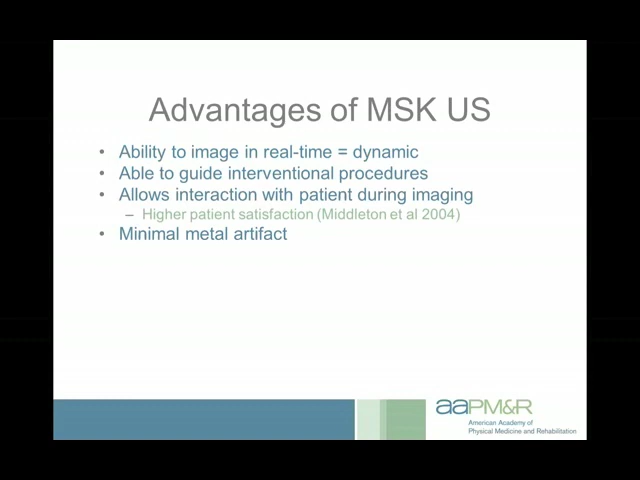 Advantages of MSK US
• Ability to image in real-time = dynamic
• Able to guide interventional procedures
• Allows interaction with patient during imaging
– Higher patient satisfaction (Middleton et al 2004)
• Minimal metal artifact
aaPM&R
American Academy of
Physical Medicine and Rehabilitation